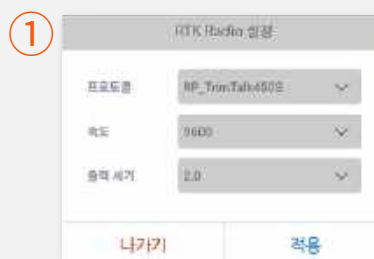 ①
RTK Radio 설정
프로토콜
RP_TrimTalk450S
속도
9600
출력 세기
2.0
나가기
적용